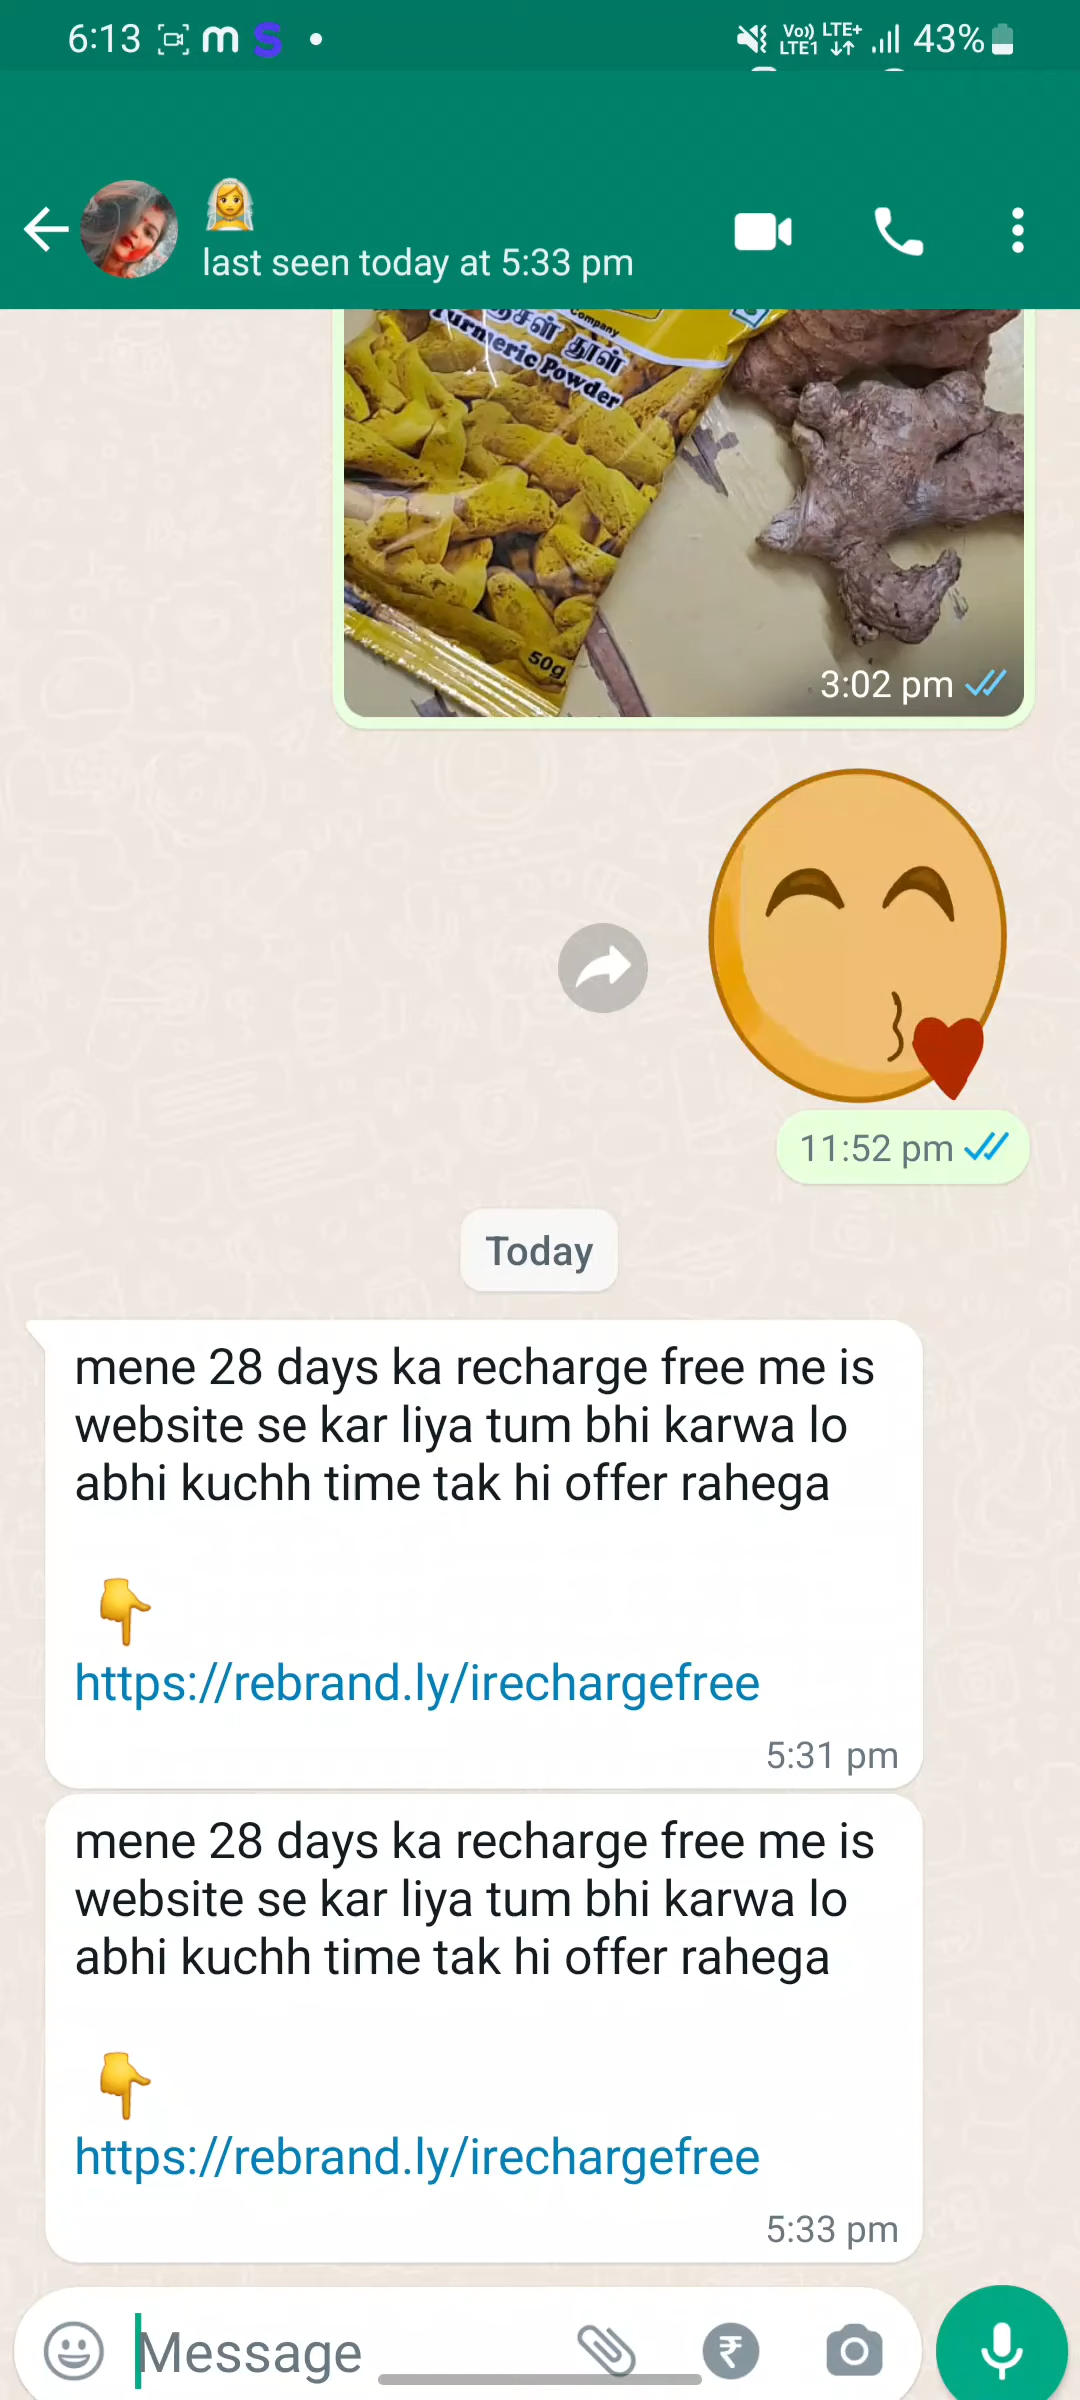 6:13
Vo)) LTE+
LTE1
43%
last seen today at 5:33 pm
Company
தூள்
Turmeric Powder
50g
3:02 pm
11:52 pm
Today
mene 28 days ka recharge free me is
website se kar liya tum bhi karwa lo
abhi kuchh time tak hi offer rahega
https://rebrand.ly/irechargefree
5:31 pm
mene 28 days ka recharge free me is
website se kar liya tum bhi karwa lo
abhi kuchh time tak hi offer rahega
https://rebrand.ly/irechargefree
5:33 pm
Message